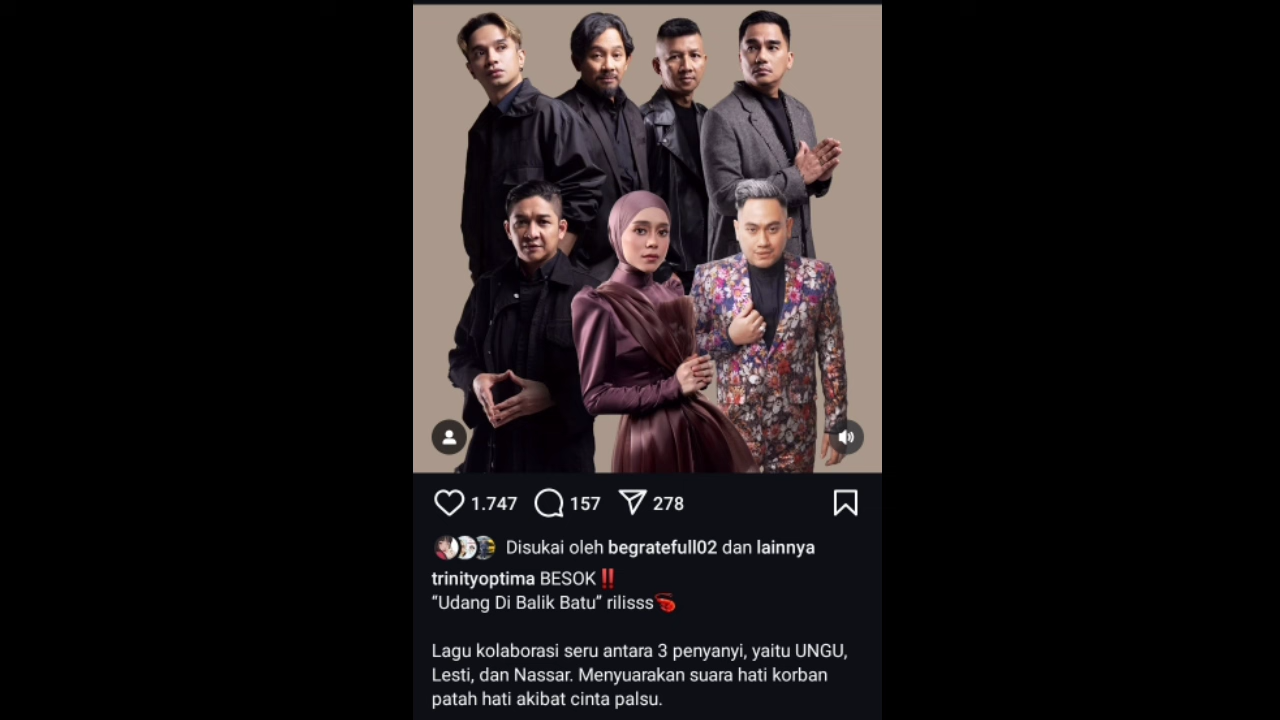 1.747 157 278
Disukai oleh begratefull02 dan lainnya
trinityoptima BESOK‼️
“Udang Di Balik Batu” rilisss🦐
Lagu kolaborasi seru antara 3 penyanyi, yaitu UNGU,
Lesti, dan Nassar. Menyuarakan suara hati korban
patah hati akibat cinta palsu.